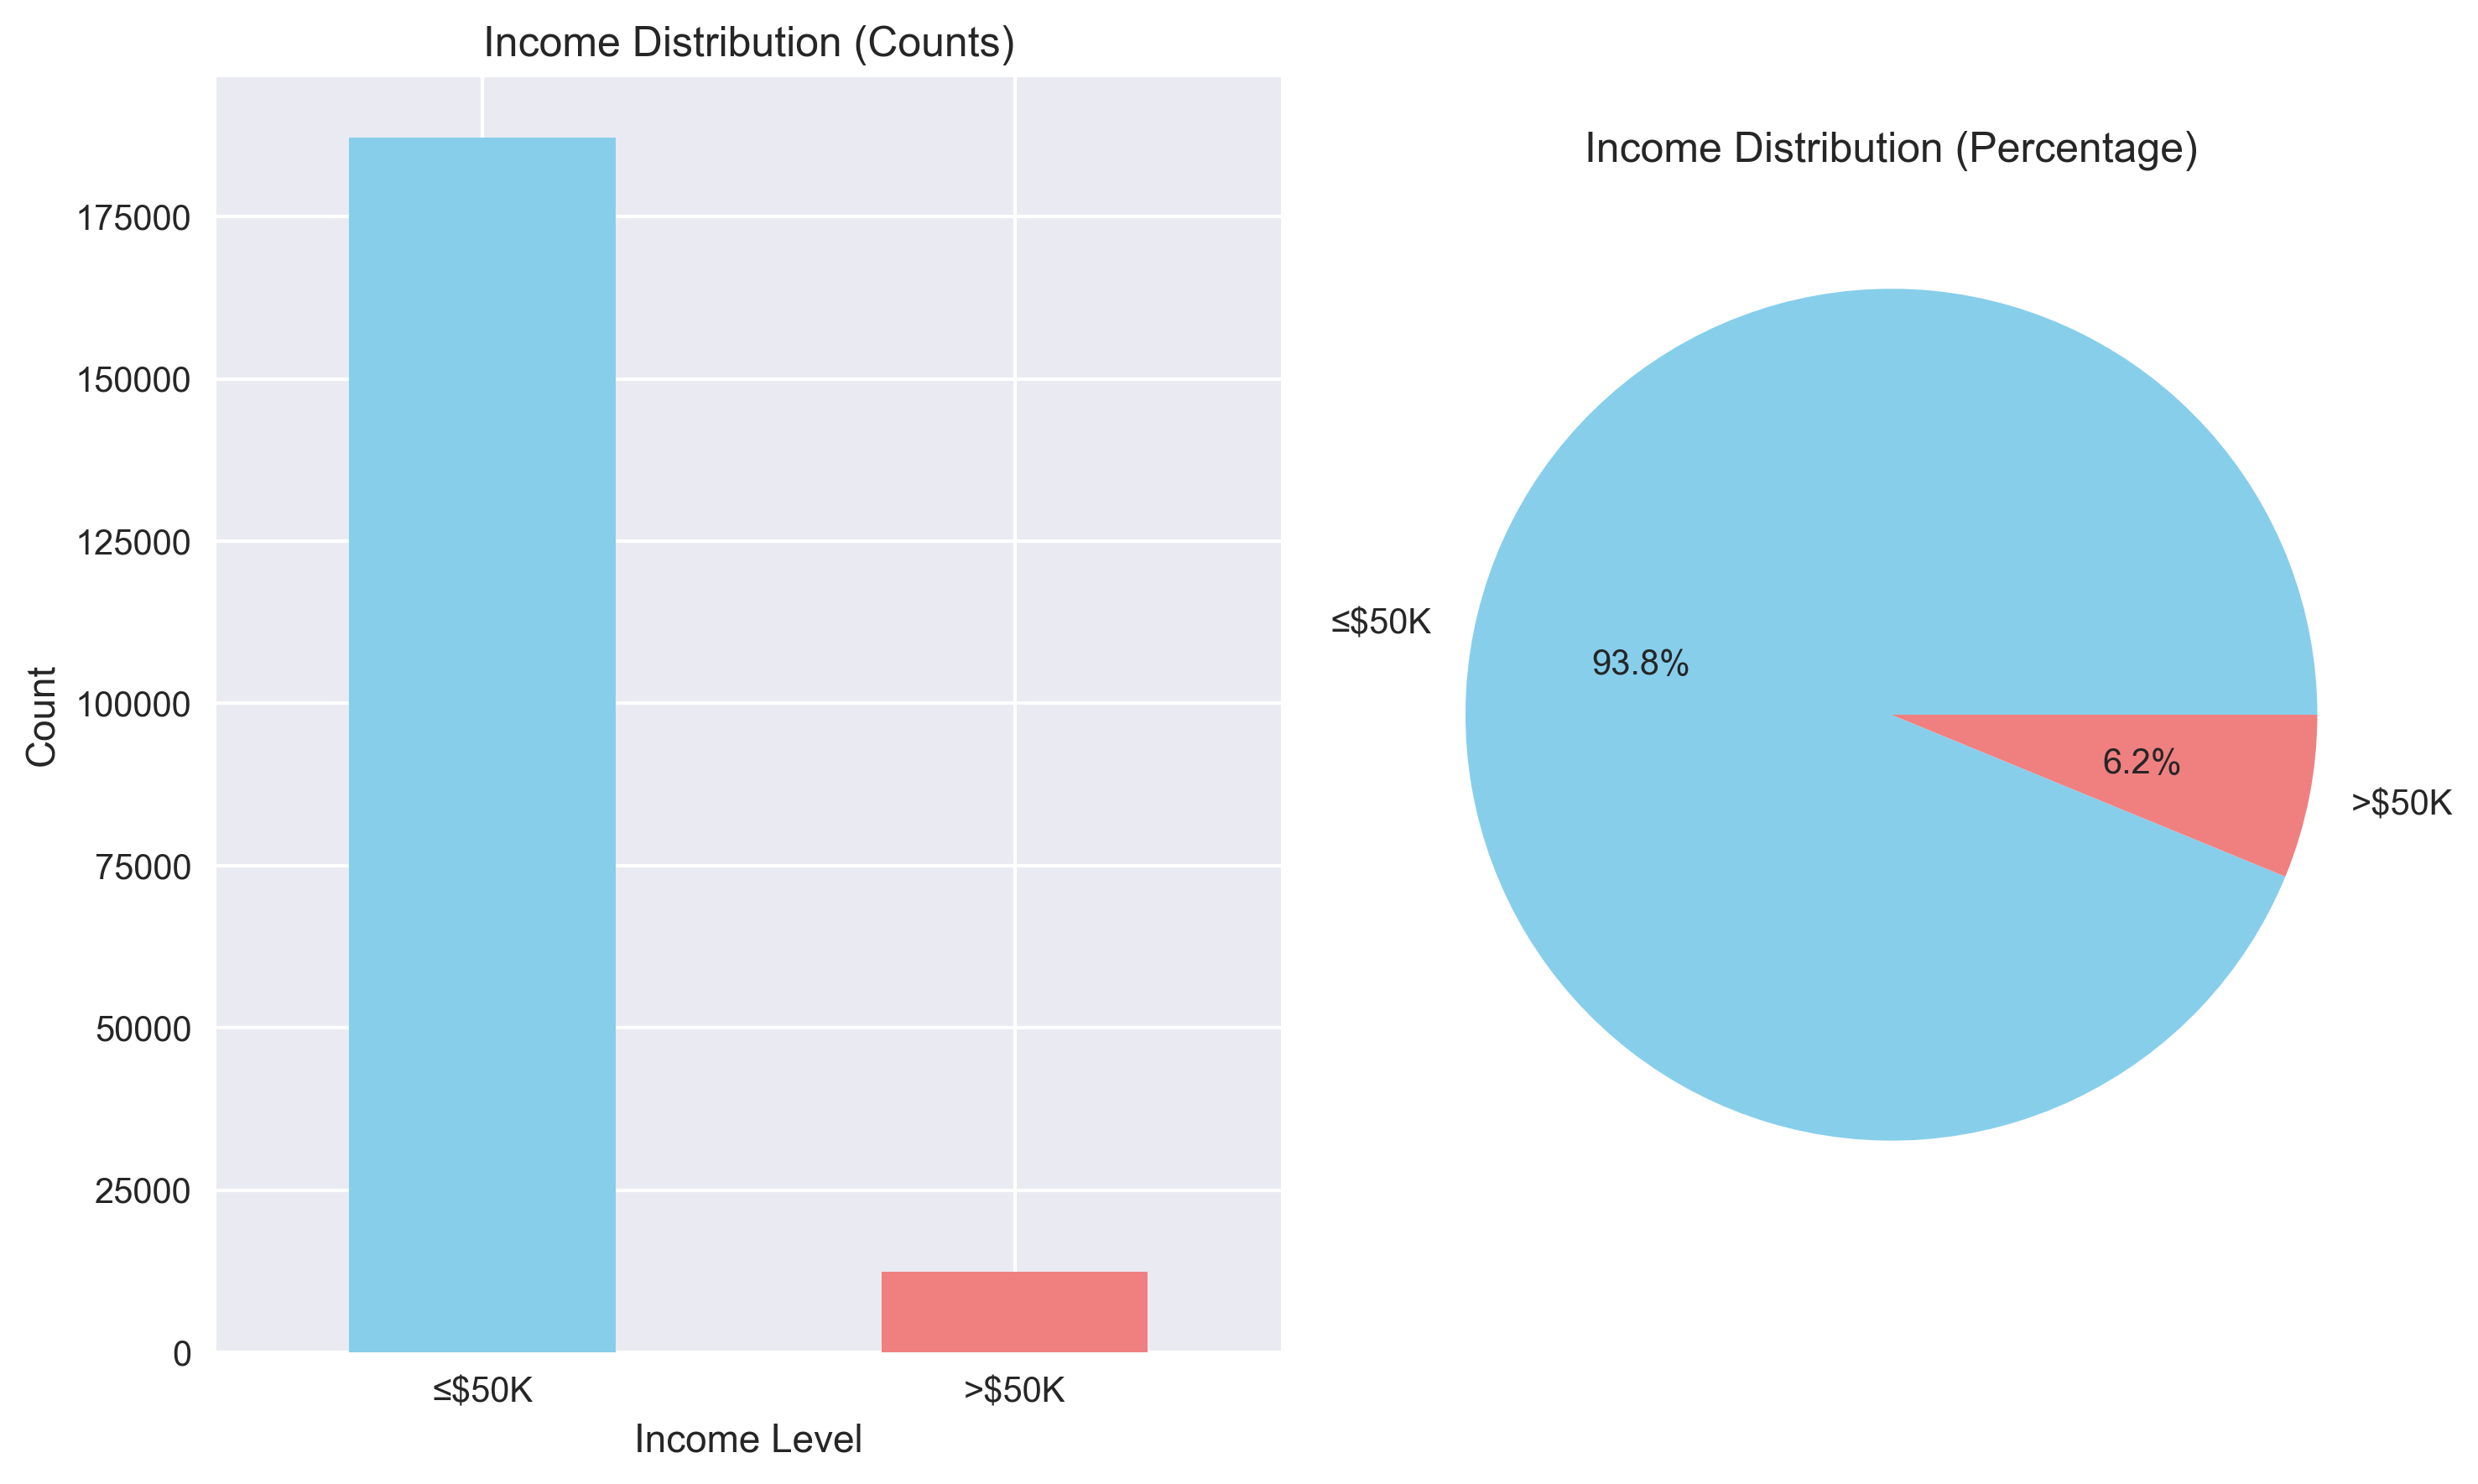 Income Distribution (Counts)
175000
150000
125000
100000
75000
50000
25000
0
Count
≤$50K
>$50K
Income Level
Income Distribution (Percentage)
≤$50K
93.8%
6.2%
>$50K